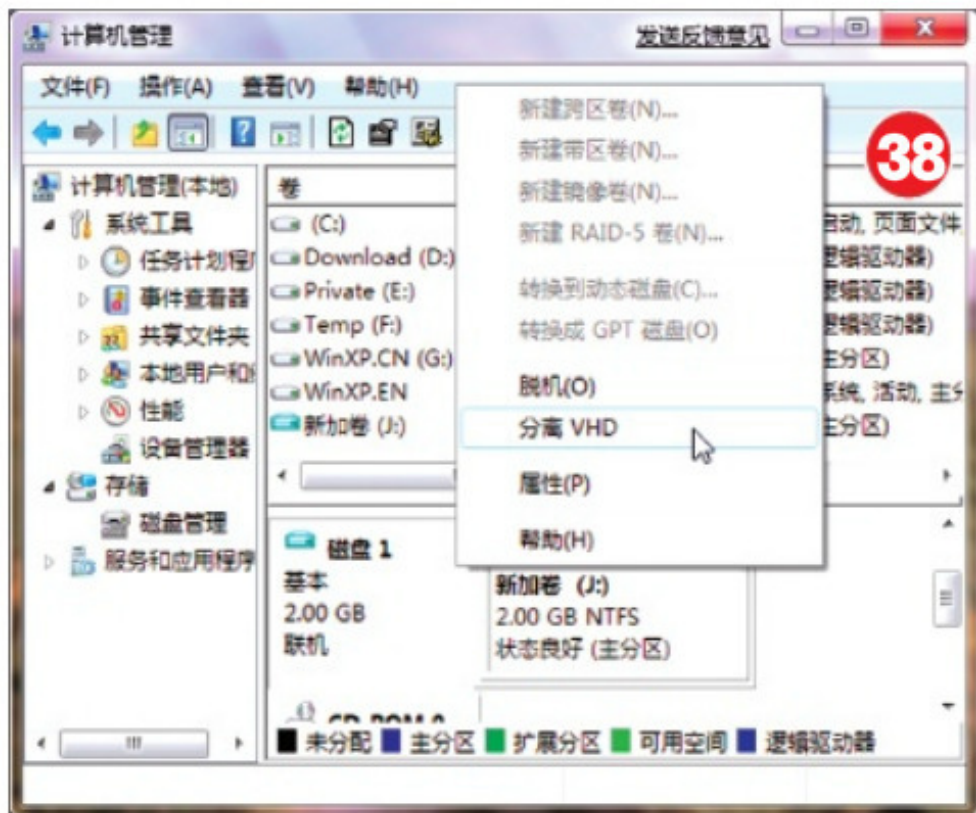 计算机管理
发送反馈意见
文件(F) 操作(A) 查看(V) 帮助(H)
38
计算机管理(本地)
系统工具
任务计划程
事件查看器
共享文件夹
本地用户和
性能
设备管理器
存储
磁盘管理
服务和应用程序
卷
(C:)
Download (D:)
Private (E:)
Temp (F:)
WinXP.CN (G:)
WinXP.EN
新加卷 (J:)
新建跨区卷(N)...
新建带区卷(N)...
新建镜像卷(N)...
新建 RAID-5 卷(N)...
转换到动态磁盘(C)...
转换成 GPT 磁盘(O)
脱机(O)
分离 VHD
属性(P)
帮助(H)
启动, 页面文件,
逻辑驱动器)
逻辑驱动器)
逻辑驱动器)
主分区)
系统, 活动, 主分
主分区)
磁盘 1
基本
2.00 GB
联机
新加卷 (J:)
2.00 GB NTFS
状态良好 (主分区)
CD-ROM 0
未分配 主分区 扩展分区 可用空间 逻辑驱动器